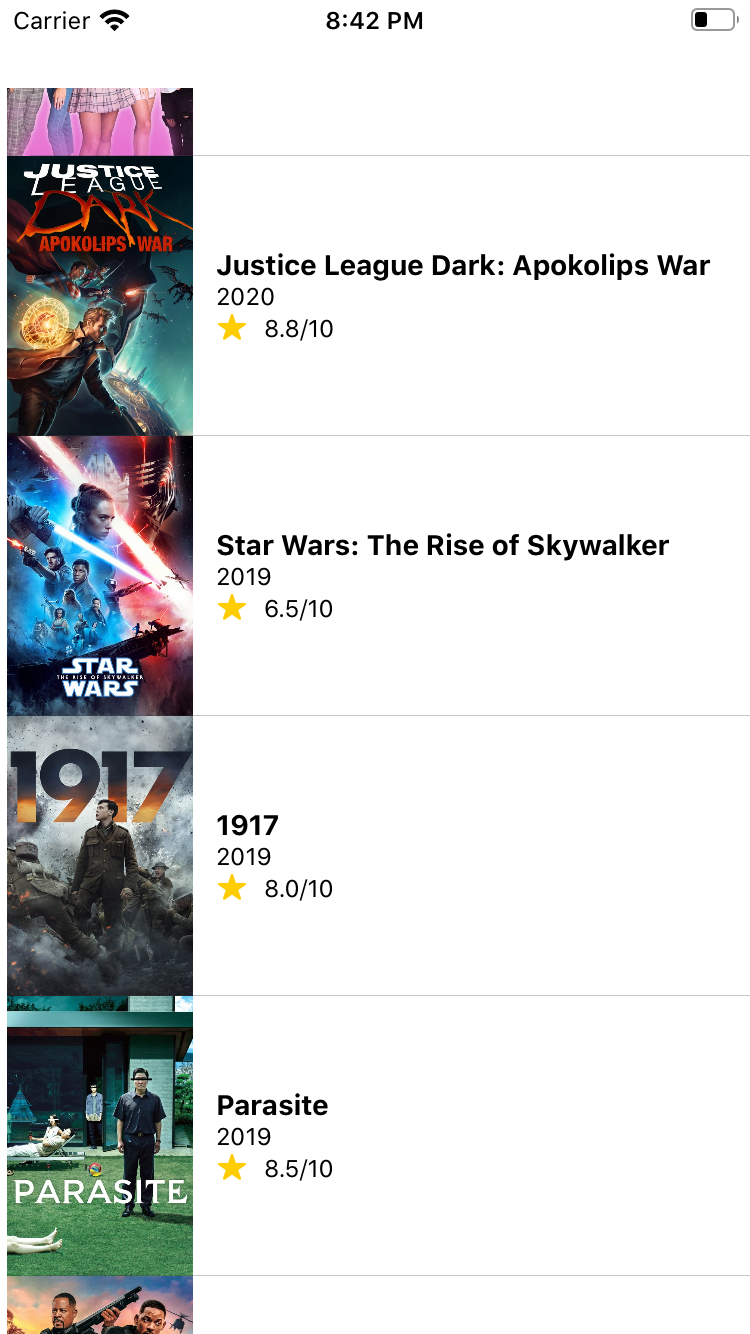 Carrier
8:42 PM
JUSTICE
LEAGUE
DARK
APOKOLIPS WAR
Justice League Dark: Apokolips War
2020
8.8/10
STAR
THE RISE OF SKYWALKER
WARS
Star Wars: The Rise of Skywalker
2019
6.5/10
1917
1917
2019
8.0/10
PARASITE
Parasite
2019
8.5/10